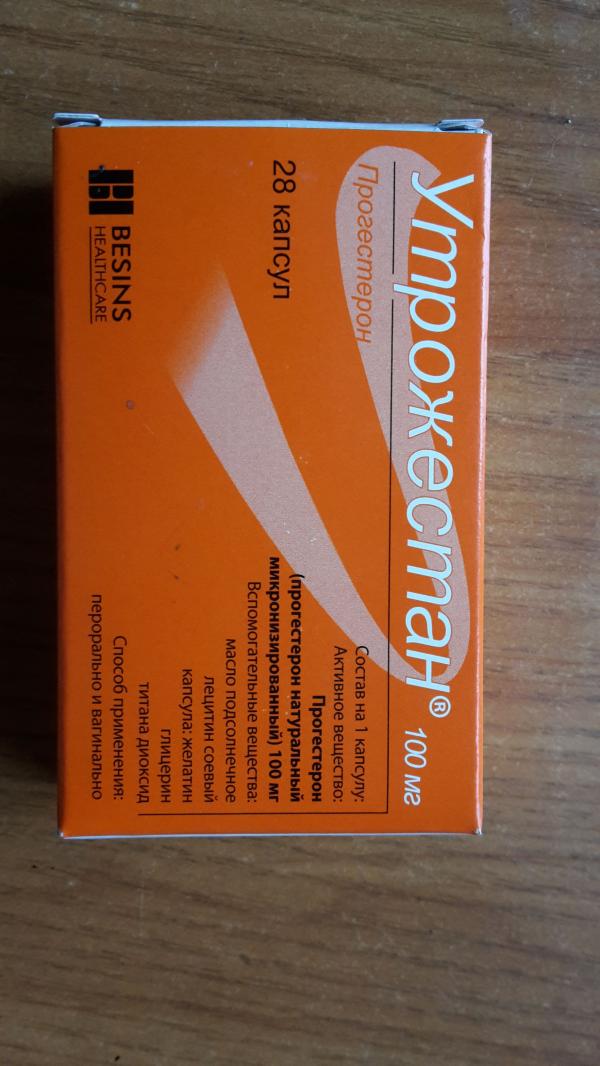 Утрожестан® 100 мг
Прогестерон
28 капсул
Состав на 1 капсулу:
Активное вещество:
Прогестерон
(прогестерон натуральный
микронизированный) 100 мг
Вспомогательные вещества:
масло подсолнечное
лецитин соевый
капсула: желатин
глицерин
титана диоксид
Способ применения:
перорально и вагинально
BESINS
HEALTHCARE